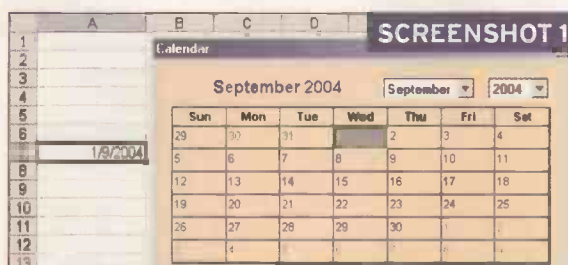 A B C D
SCREENSHOT 1
Calendar
1
2
3
4
5
6
8
9
10
11
12
13
1/9/2004
September 2004 September 2004
Sun Mon Tue Wed Thu Fri Sat
29 30 31 2 3 4
5 6 7 8 9 10 11
12 13 14 15 16 17 18
19 20 21 22 23 24 25
26 27 28 29 30 1 2
4